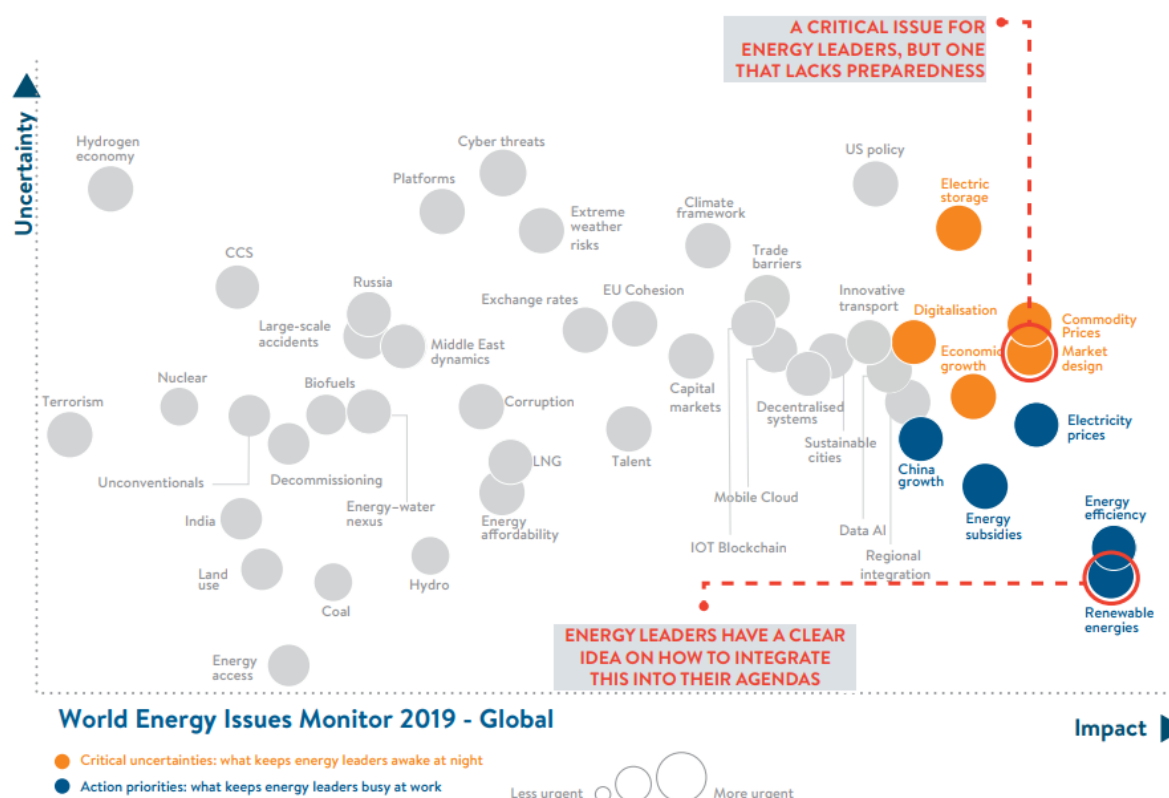 A CRITICAL ISSUE FOR
ENERGY LEADERS, BUT ONE
THAT LACKS PREPAREDNESS
Uncertainty
Hydrogen
economy
Cyber threats
Platforms
Extreme
weather
risks
US policy
Electric
storage
Climate
framework
CCS
Trade
barriers
Russia
Large-scale
accidents
Middle East
dynamics
Exchange rates
EU Cohesion
Innovative
transport
Digitalisation
Commodity
Prices
Market
design
Economic
growth
Nuclear
Terrorism
Biofuels
Corruption
Capital
markets
Decentralised
systems
Sustainable
cities
Electricity
prices
Unconventionals
Decommissioning
Energy–water
nexus
LNG
Energy
affordability
Talent
Mobile Cloud
China
growth
Energy
subsidies
Energy
efficiency
India
Data AI
IOT Blockchain
Regional
integration
Land
use
Coal
Hydro
Renewable
energies
Energy
access
ENERGY LEADERS HAVE A CLEAR
IDEA ON HOW TO INTEGRATE
THIS INTO THEIR AGENDAS
World Energy Issues Monitor 2019 - Global
Impact
Critical uncertainties: what keeps energy leaders awake at night
Action priorities: what keeps energy leaders busy at work
Less urgent
More urgent